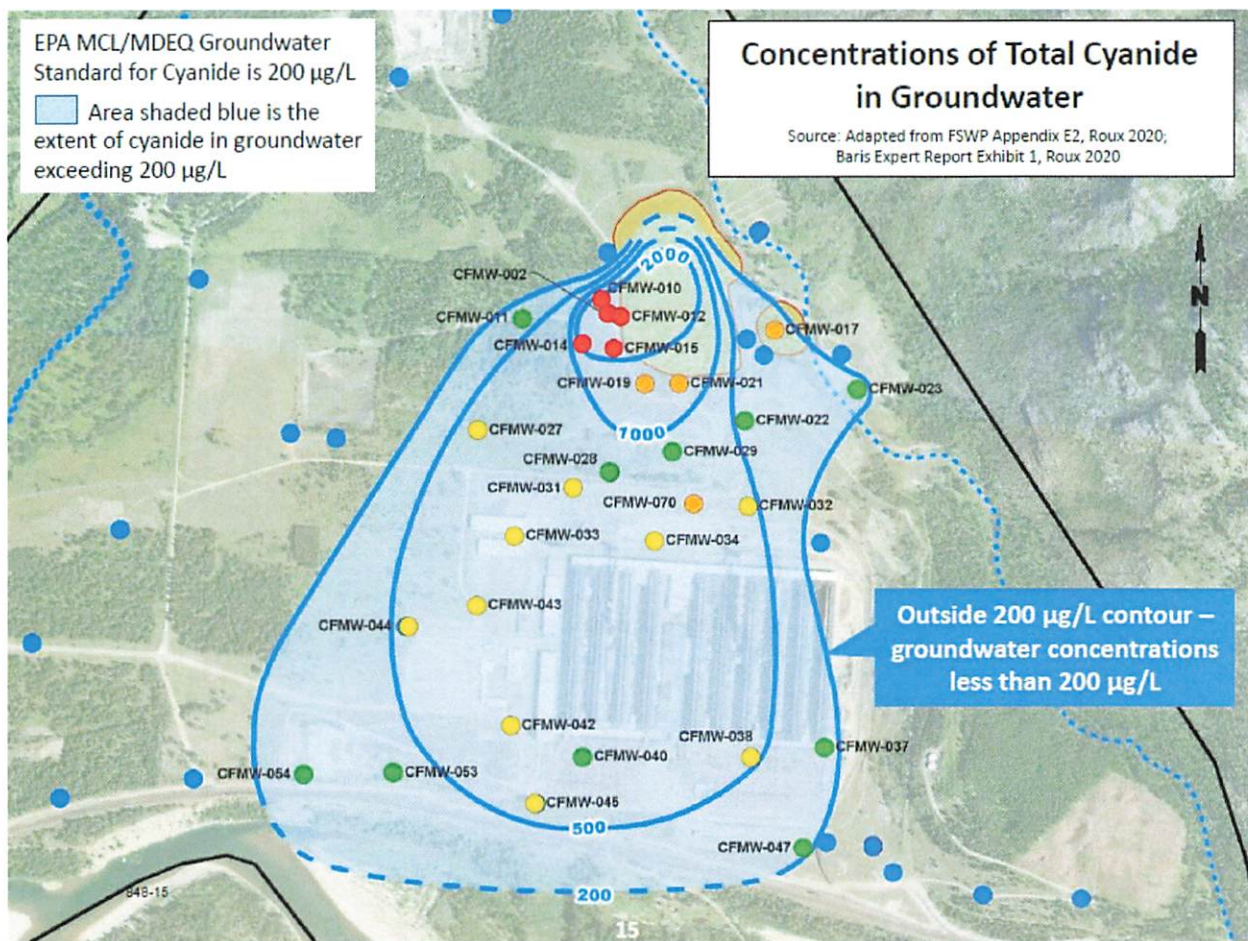 EPA MCL/MDEQ Groundwater
Standard for Cyanide is 200 µg/L
Area shaded blue is the
extent of cyanide in groundwater
exceeding 200 µg/L
Concentrations of Total Cyanide
in Groundwater
Source: Adapted from FSWP Appendix E2, Roux 2020;
Baris Expert Report Exhibit 1, Roux 2020
N
2000
CFMW-002
CFMW-010
CFMW-011
CFMW-012
CFMW-017
CFMW-014
CFMW-015
CFMW-019
CFMW-021
CFMW-023
CFMW-022
CFMW-027
1000
CFMW-029
CFMW-028
CFMW-031
CFMW-070
CFMW-032
CFMW-033
CFMW-034
CFMW-043
CFMW-044
Outside 200 µg/L contour –
groundwater concentrations
less than 200 µg/L
CFMW-042
CFMW-038
CFMW-037
CFMW-040
CFMW-054
CFMW-053
CFMW-045
500
CFMW-047
200
848-15
15